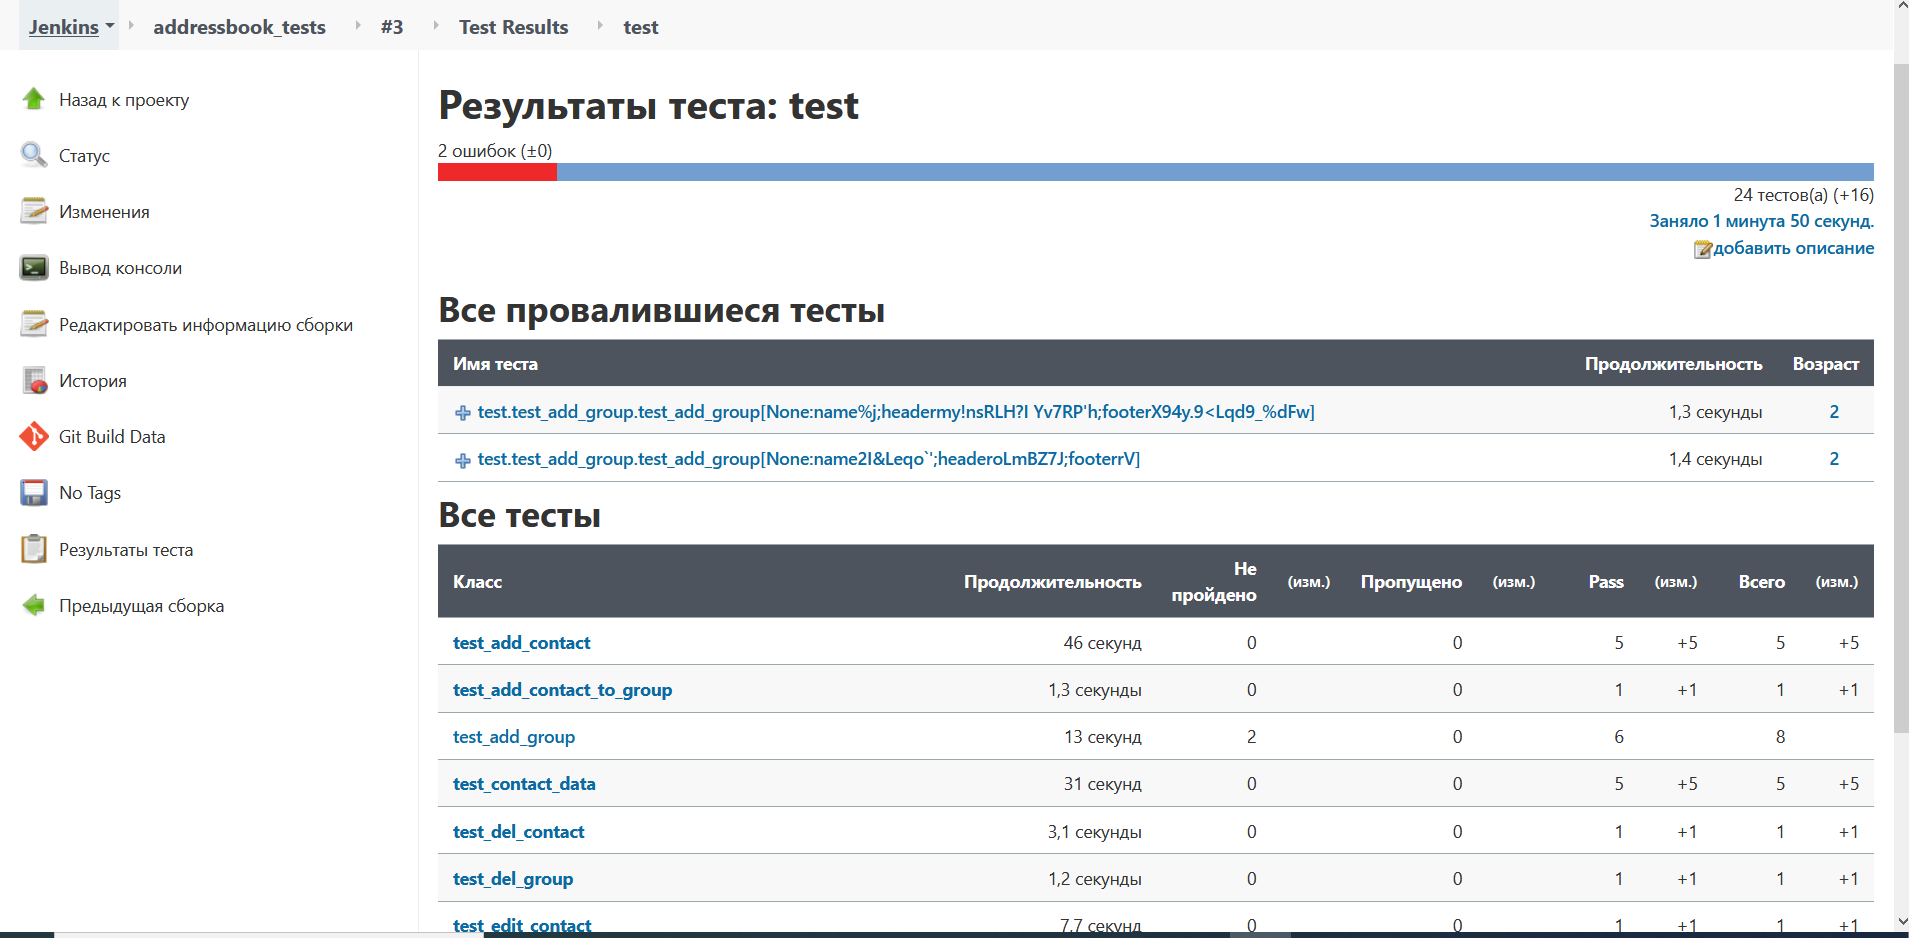 Jenkins addressbook_tests #3 Test Results test
Назад к проекту
Статус
Изменения
Вывод консоли
Редактировать информацию сборки
История
Git Build Data
No Tags
Результаты теста
Предыдущая сборка
Результаты теста: test
2 ошибок (±0)
24 тестов(а) (+16)
Заняло 1 минута 50 секунд.
добавить описание
Все провалившиеся тесты
Имя теста Продолжительность Возраст
test.test_add_group.test_add_group[None:name%j;headermy!nsRLH?I Yv7RP'h;footerX94y.9<Lqd9_%dFw] 1,3 секунды 2
test.test_add_group.test_add_group[None:name2I&Leqo`';headeroLmBZ7J;footerrV] 1,4 секунды 2
Все тесты
Класс Продолжительность Не пройдено (изм.) Пропущено (изм.) Pass (изм.) Всего (изм.)
test_add_contact 46 секунд 0 0 5 +5 5 +5
test_add_contact_to_group 1,3 секунды 0 0 1 +1 1 +1
test_add_group 13 секунд 2 0 6 8
test_contact_data 31 секунд 0 0 5 +5 5 +5
test_del_contact 3,1 секунды 0 0 1 +1 1 +1
test_del_group 1,2 секунды 0 0 1 +1 1 +1
test_edit_contact 7,7 секунд 0 0 1 +1 1 +1